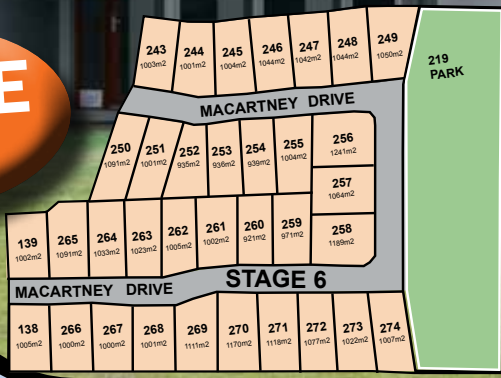 E
243
1003m2
244
1001m2
245
1004m2
246
1044m2
247
1042m2
248
1044m2
249
1050m2
219
PARK
MACARTNEY DRIVE
250
1091m2
251
1001m2
252
935m2
253
936m2
254
939m2
255
1004m2
256
1241m2
257
1064m2
258
1189m2
139
1002m2
265
1091m2
264
1033m2
263
1023m2
262
1005m2
261
1002m2
260
921m2
259
971m2
STAGE 6
MACARTNEY DRIVE
138
1005m2
266
1000m2
267
1000m2
268
1001m2
269
1111m2
270
1170m2
271
1118m2
272
1077m2
273
1022m2
274
1007m2